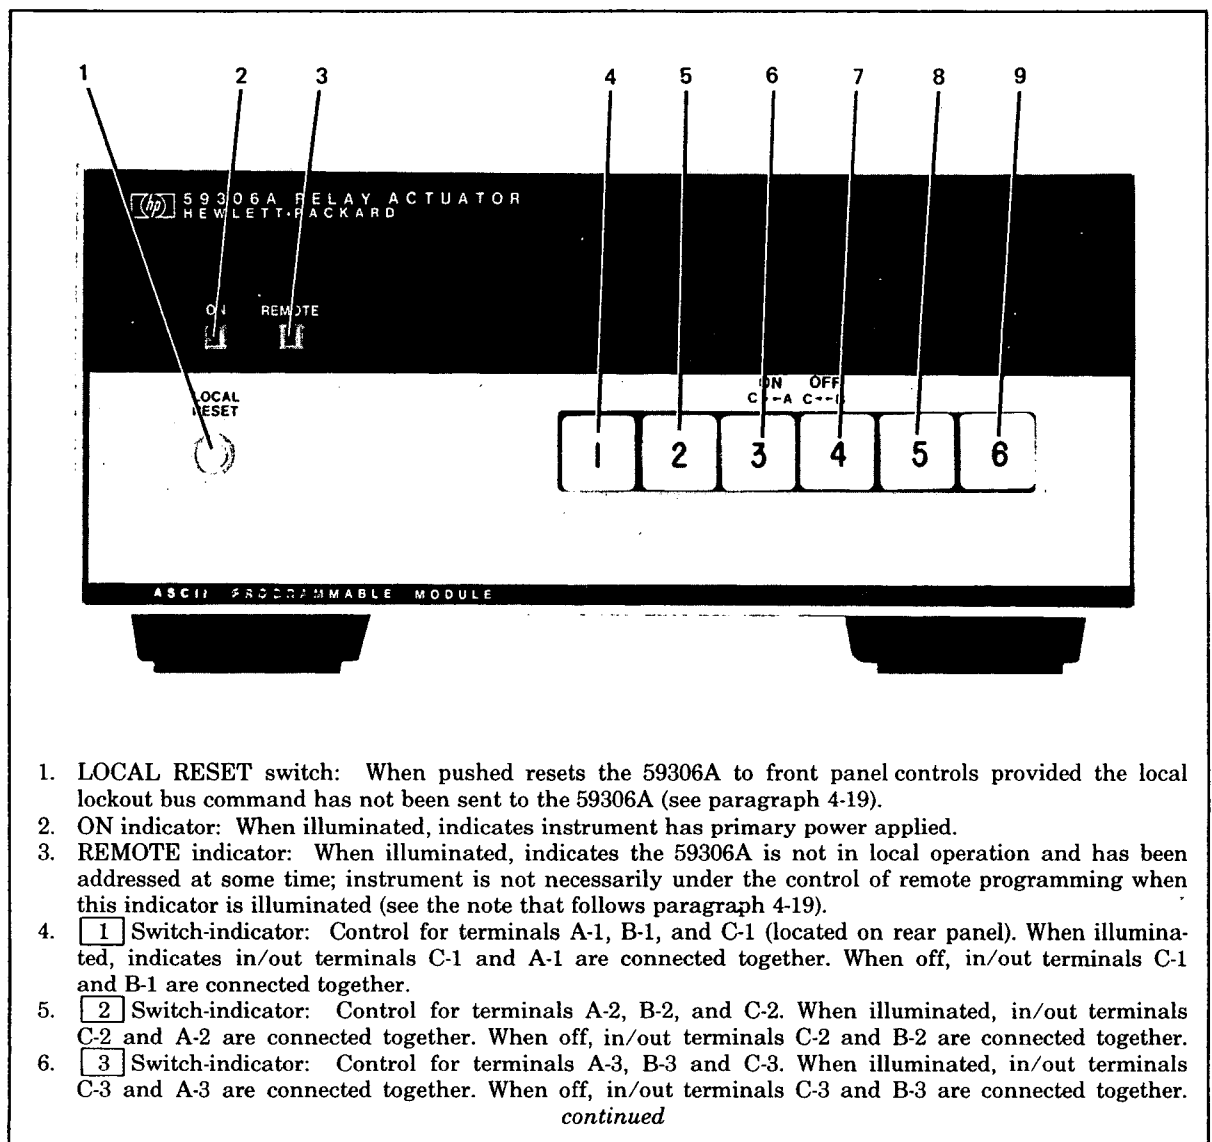 1 2 3 4 5 6 7 8 9
hp 59306A RELAY ACTUATOR
HEWLETT·PACKARD
ON REMOTE
LOCAL
RESET
ON OFF
C←←A C←←B
1 2 3 4 5 6
ASCII PROGRAMMABLE MODULE
1. LOCAL RESET switch: When pushed resets the 59306A to front panel controls provided the local
lockout bus command has not been sent to the 59306A (see paragraph 4-19).
2. ON indicator: When illuminated, indicates instrument has primary power applied.
3. REMOTE indicator: When illuminated, indicates the 59306A is not in local operation and has been
addressed at some time; instrument is not necessarily under the control of remote programming when
this indicator is illuminated (see the note that follows paragraph 4-19).
4. 1 Switch-indicator: Control for terminals A-1, B-1, and C-1 (located on rear panel). When illumina-
ted, indicates in/out terminals C-1 and A-1 are connected together. When off, in/out terminals C-1
and B-1 are connected together.
5. 2 Switch-indicator: Control for terminals A-2, B-2, and C-2. When illuminated, in/out terminals
C-2 and A-2 are connected together. When off, in/out terminals C-2 and B-2 are connected together.
6. 3 Switch-indicator: Control for terminals A-3, B-3 and C-3. When illuminated, in/out terminals
C-3 and A-3 are connected together. When off, in/out terminals C-3 and B-3 are connected together.
continued